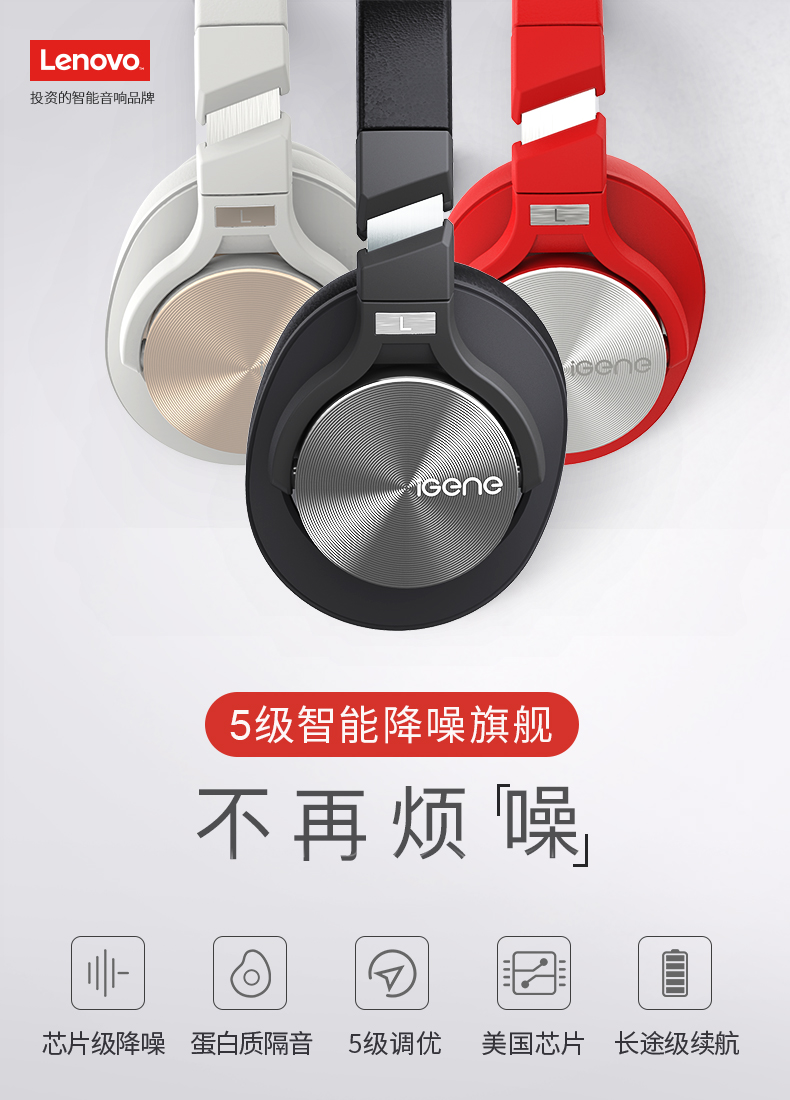 Lenovo™
投资的智能音响品牌
L
L
L
iGene
iGene
5级智能降噪旗舰
不再烦「噪」
芯片级降噪
蛋白质隔音
5级调优
美国芯片
长途级续航